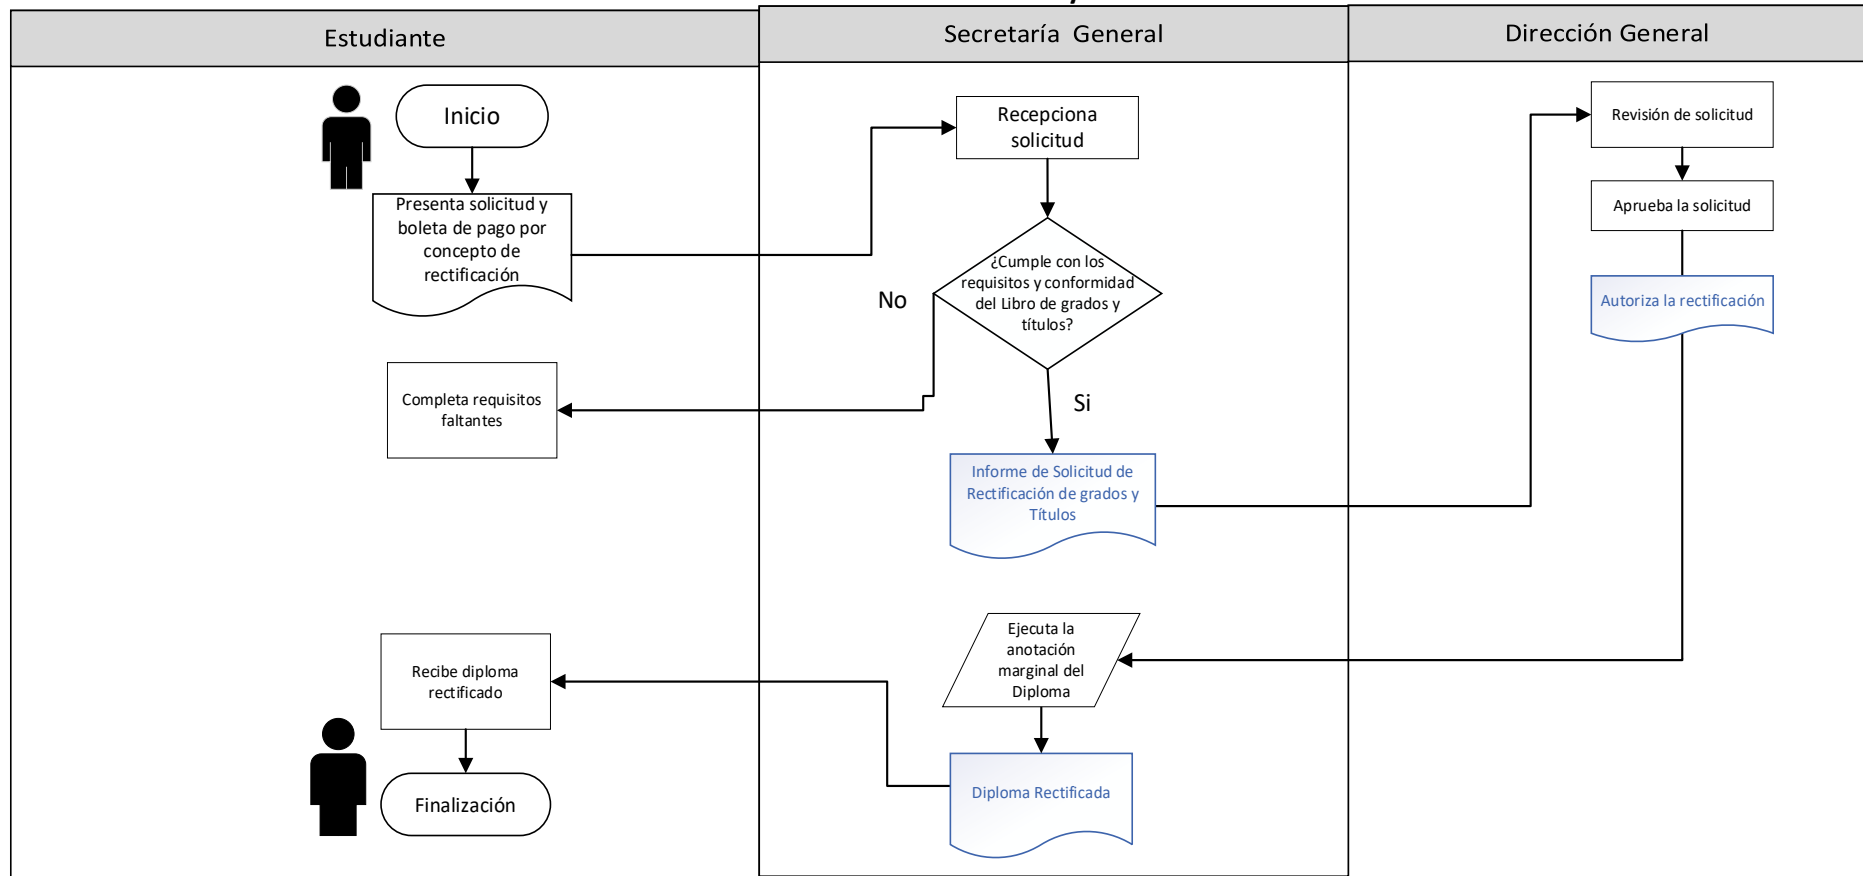 Estudiante
Secretaría General
Dirección General
Inicio
Presenta solicitud y
boleta de pago por
concepto de
rectificación
Recepciona
solicitud
¿Cumple con los
requisitos y conformidad
del Libro de grados y
títulos?
No
Si
Completa requisitos
faltantes
Informe de Solicitud de
Rectificación de grados y
Títulos
Revisión de solicitud
Aprueba la solicitud
Autoriza la rectificación
Ejecuta la
anotación
marginal del
Diploma
Diploma Rectificada
Recibe diploma
rectificado
Finalización